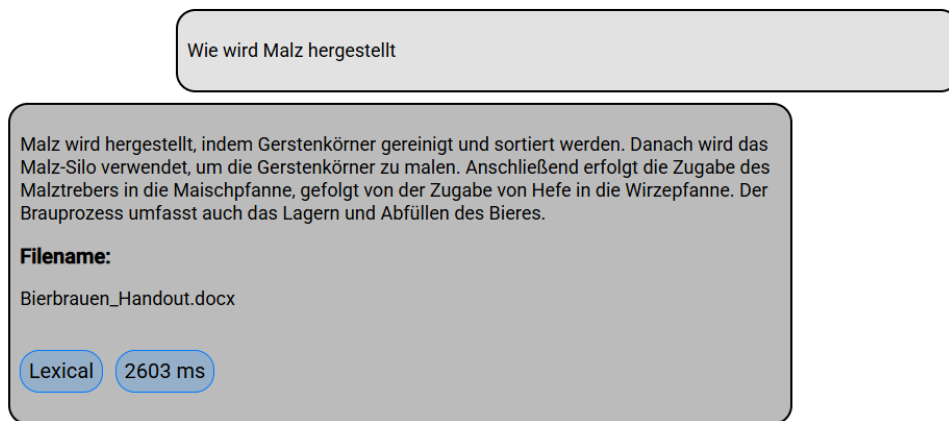 Wie wird Malz hergestellt
Malz wird hergestellt, indem Gerstenkörner gereinigt und sortiert werden. Danach wird das
Malz-Silo verwendet, um die Gerstenkörner zu malen. Anschließend erfolgt die Zugabe des
Malztrebers in die Maischpfanne, gefolgt von der Zugabe von Hefe in die Wirzepfanne. Der
Brauprozess umfasst auch das Lagern und Abfüllen des Bieres.
Filename:
Bierbrauen_Handout.docx
Lexical 2603 ms